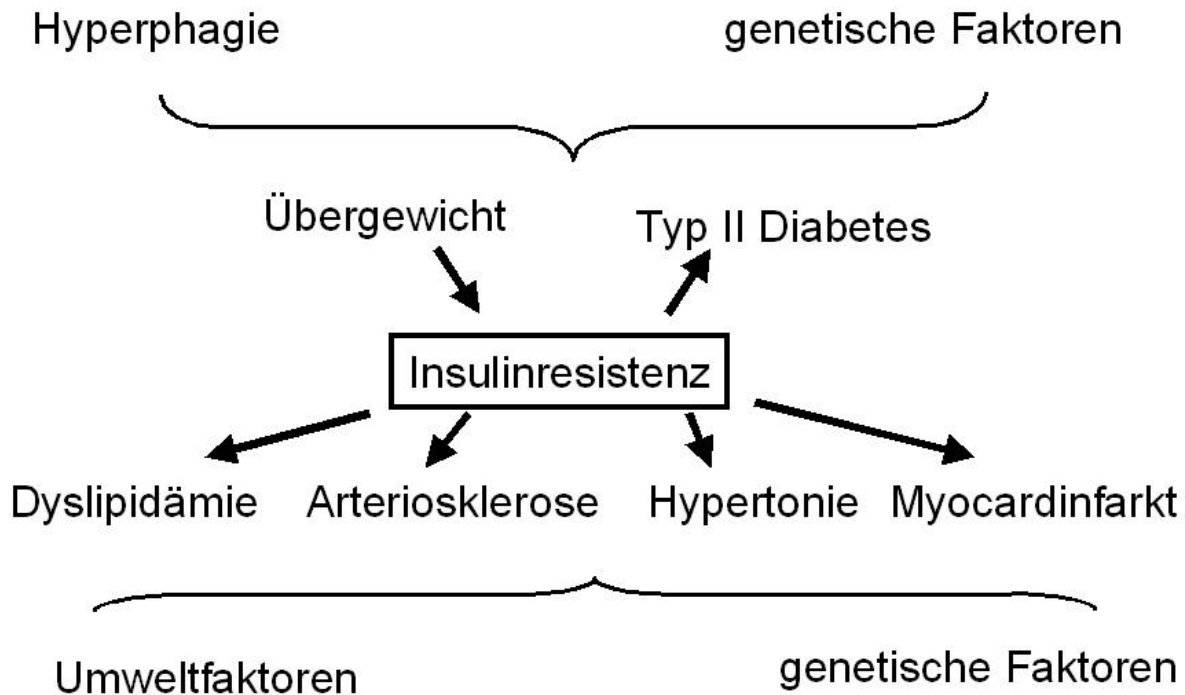 Hyperphagie genetische Faktoren
Übergewicht Typ II Diabetes
Insulinresistenz
Dyslipidämie Arteriosklerose Hypertonie Myocardinfarkt
Umweltfaktoren genetische Faktoren